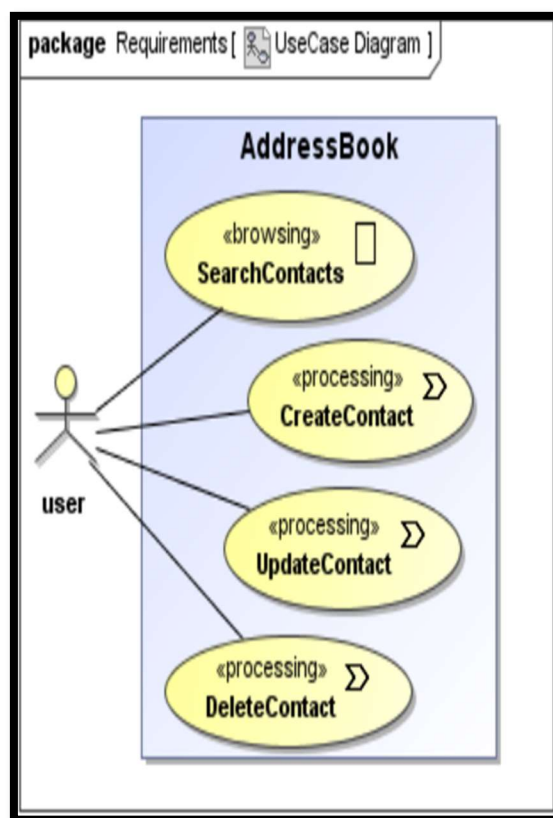 package Requirements [ UseCase Diagram ]
AddressBook
«browsing»
SearchContacts
«processing»
CreateContact
user
«processing»
UpdateContact
«processing»
DeleteContact